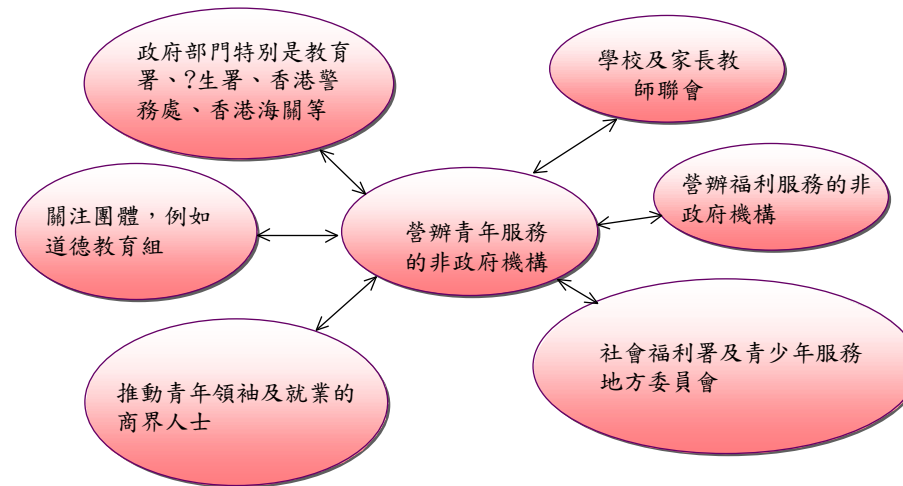 政府部門特別是教育
署、?生署、香港警
務處、香港海關等
學校及家長教
師聯會
營辦福利服務的非
政府機構
關注團體，例如
道德教育組
營辦青年服務
的非政府機構
社會福利署及青少年服務
地方委員會
推動青年領袖及就業的
商界人士